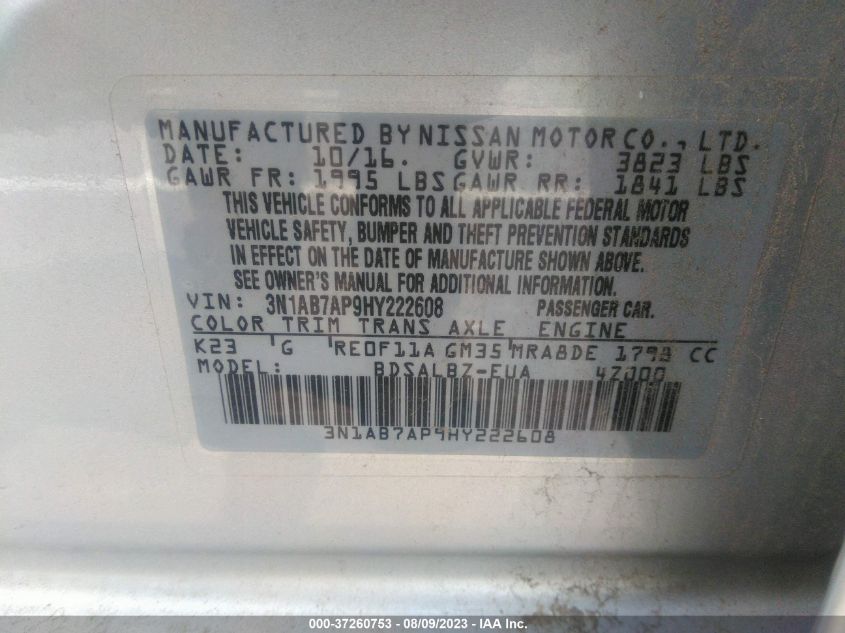 MANUFACTURED BY NISSAN MOTOR CO., LTD.
DATE: 10/16. GVWR: 3823 LBS
GAWR FR: 1995 LBS GAWR RR: 1841 LBS
THIS VEHICLE CONFORMS TO ALL APPLICABLE FEDERAL MOTOR
VEHICLE SAFETY, BUMPER AND THEFT PREVENTION STANDARDS
IN EFFECT ON THE DATE OF MANUFACTURE SHOWN ABOVE.
SEE OWNER'S MANUAL FOR ADDITIONAL INFORMATION.
VIN: 3N1AB7AP9HY222608 PASSENGER CAR.
COLOR TRIM TRANS AXLE ENGINE
K23 G RE0F11A GM35 MRA8DE 1798 CC
MODEL: BDSALBZ-EUA 4Z000
3N1AB7AP9HY222608
000-37260753 - 08/09/2023 - IAA Inc.